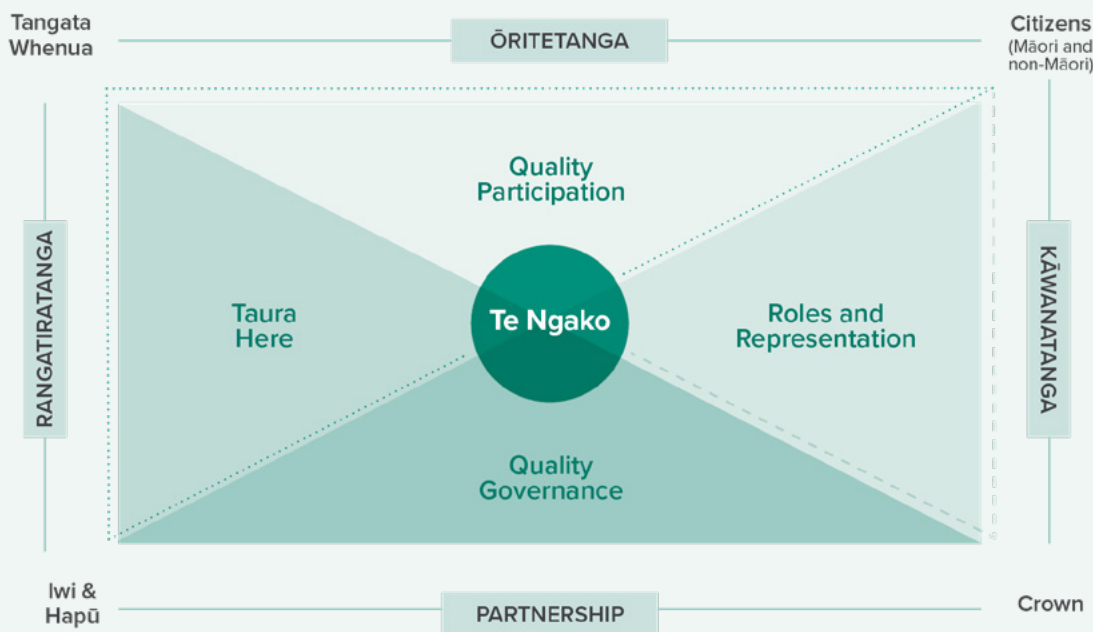 Tangata
Whenua
ŌRITETANGA
Citizens
(Māori and
non-Māori)
Quality
Participation
RANGATIRATANGA
Taura
Here
Te Ngako
Roles and
Representation
KĀWANATANGA
Quality
Governance
Iwi &
Hapū
PARTNERSHIP
Crown